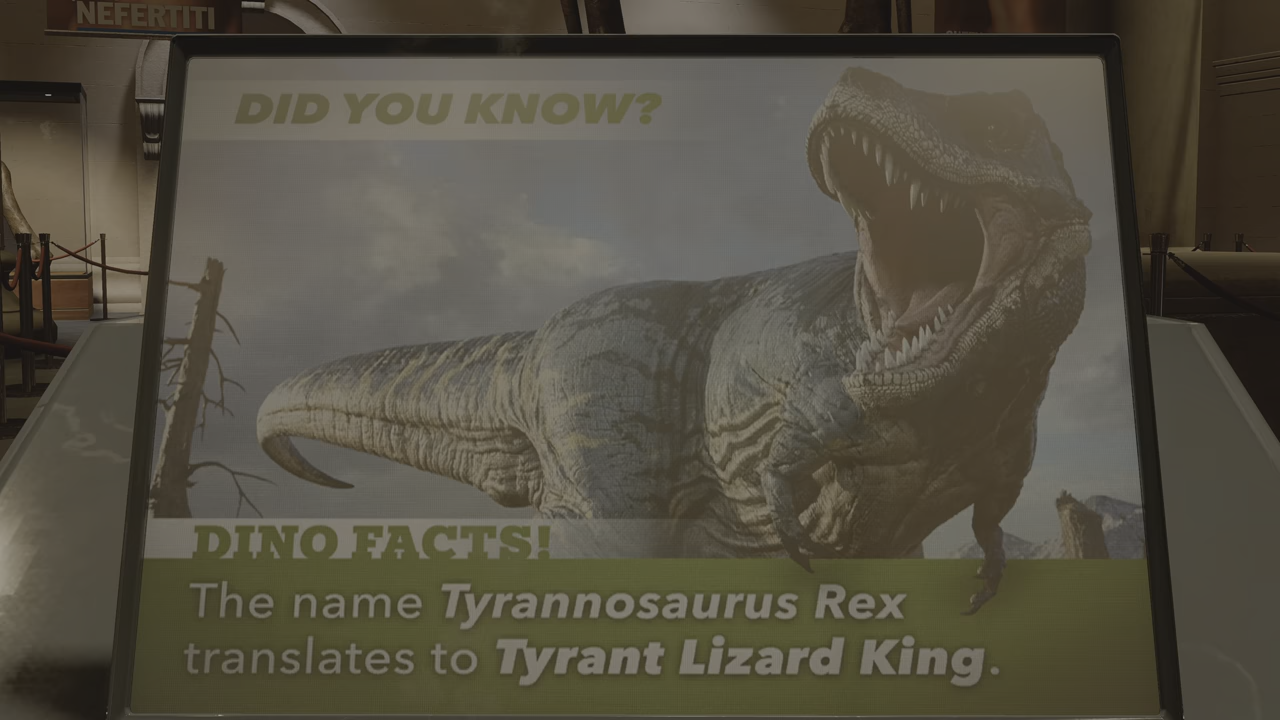 NEFERTITI
DID YOU KNOW?
DINO FACTS!
The name Tyrannosaurus Rex
translates to Tyrant Lizard King.